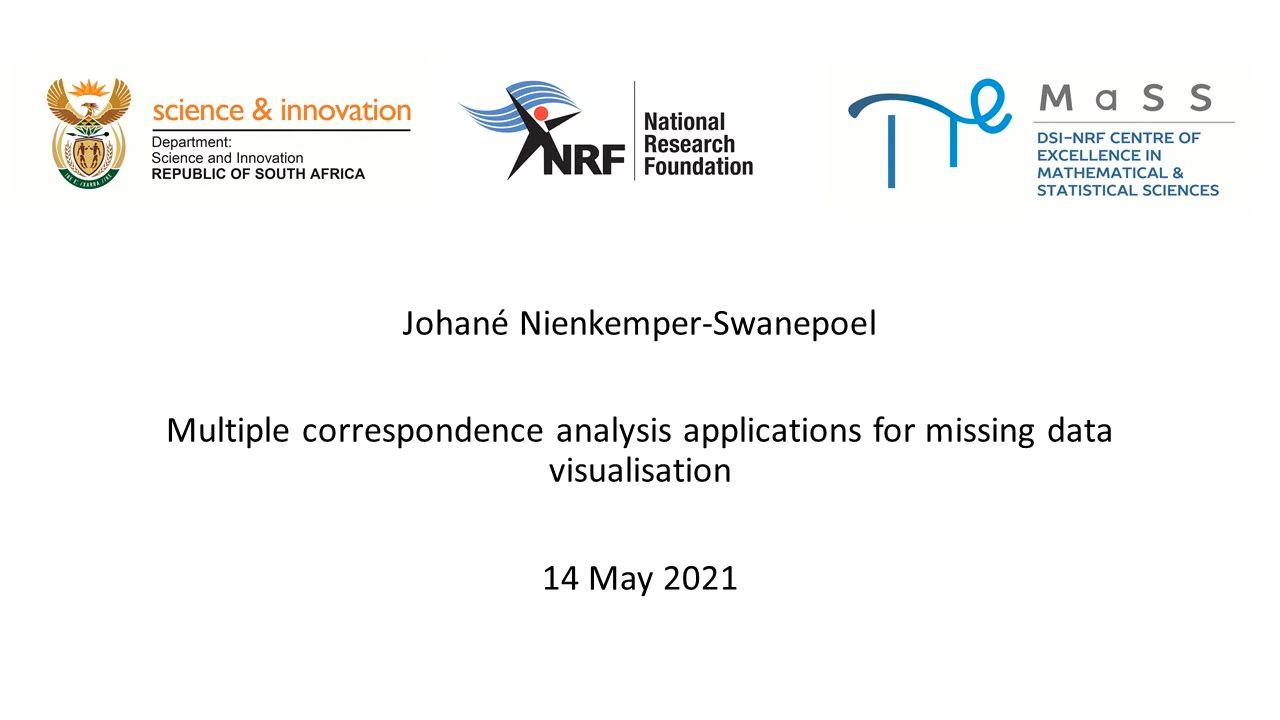 science & innovation
Department:
Science and Innovation
REPUBLIC OF SOUTH AFRICA
NRF
National
Research
Foundation
MaSS
DSI-NRF CENTRE OF
EXCELLENCE IN
MATHEMATICAL &
STATISTICAL SCIENCES
Johané Nienkemper-Swanepoel
Multiple correspondence analysis applications for missing data
visualisation
14 May 2021